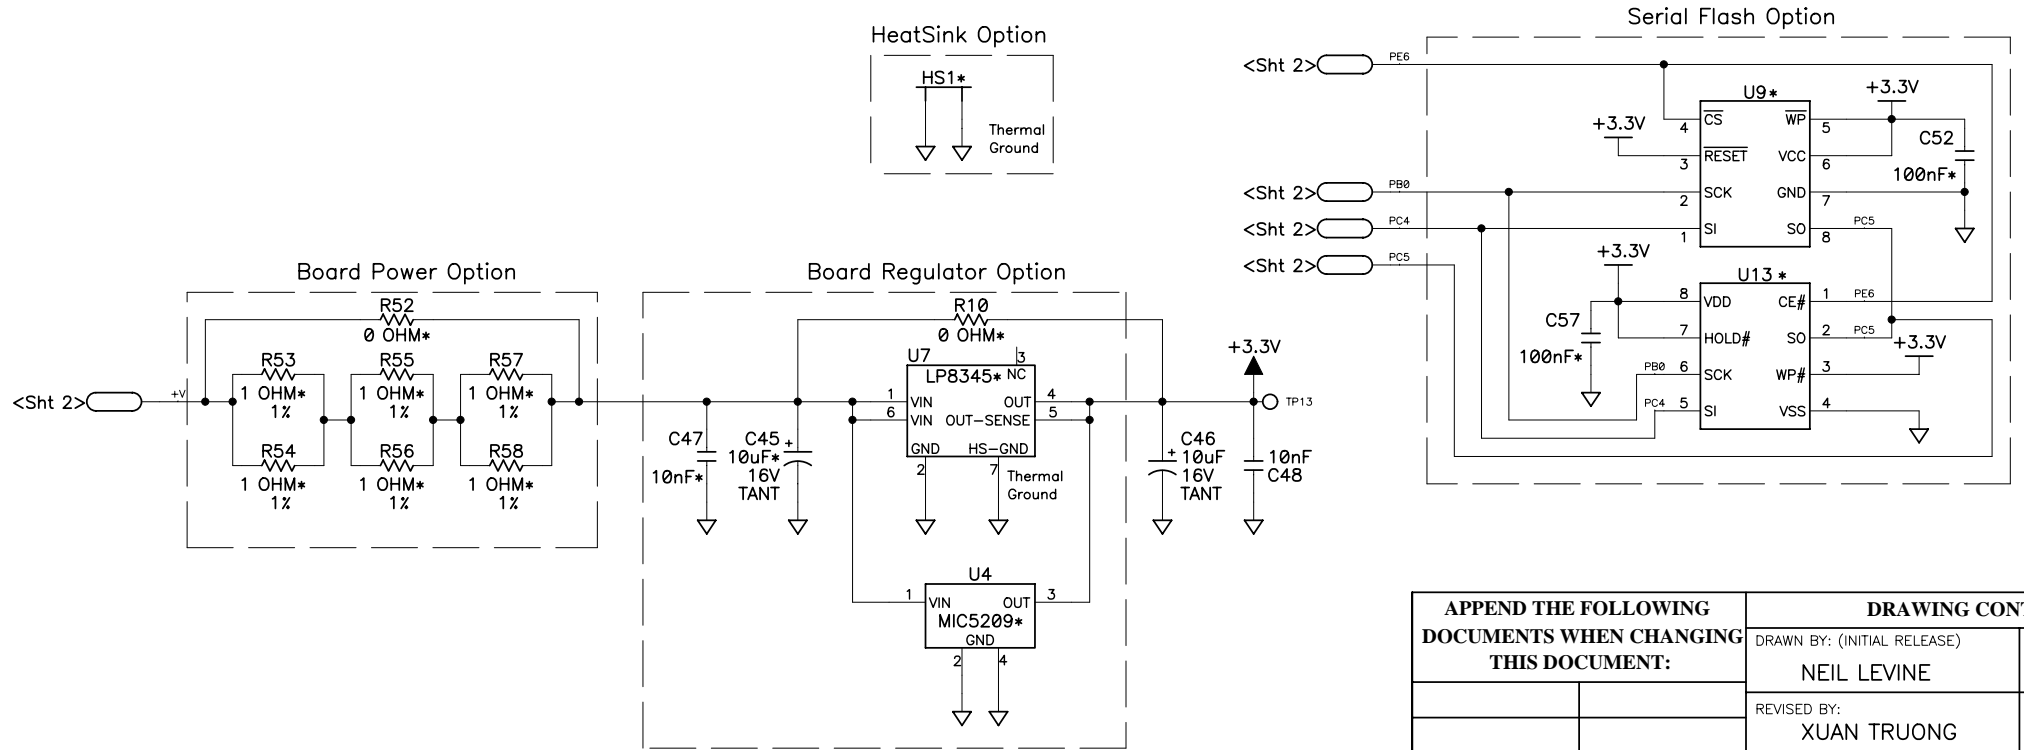 Serial Flash Option
HeatSink Option
HS1*
Thermal
Ground
<Sht 2>
PE6
<Sht 2>
PB0
<Sht 2>
PC4
<Sht 2>
PC5
U9*
+3.3V
+3.3V
CS
4
WP
5
RESET
3
VCC
6
SCK
2
GND
7
SI
1
SO
8
PC5
C52
100nF*
+3.3V
U13*
8
VDD
CE#
1
PE6
7
HOLD#
SO
2
PC5
PB0
6
SCK
WP#
3
+3.3V
PC4
5
SI
VSS
4
C57
100nF*
Board Power Option
R52
0 OHM*
R53
R55
R57
1 OHM*
1 OHM*
1 OHM*
1%
1%
1%
<Sht 2>
+V
R54
R56
R58
1 OHM*
1 OHM*
1 OHM*
1%
1%
1%
Board Regulator Option
R10
0 OHM*
U7
3
LP8345*
NC
1
VIN
OUT
4
6
VIN
OUT-SENSE
5
GND
HS-GND
2
7
Thermal
Ground
C47
10nF*
C45
+
10uF*
16V
TANT
+3.3V
TP13
C46
+
10uF
16V
TANT
10nF
C48
U4
1
VIN
OUT
3
MIC5209*
GND
2
4
APPEND THE FOLLOWING
DOCUMENTS WHEN CHANGING
THIS DOCUMENT:
DRAWING CONT
DRAWN BY: (INITIAL RELEASE)
NEIL LEVINE
REVISED BY:
XUAN TRUONG